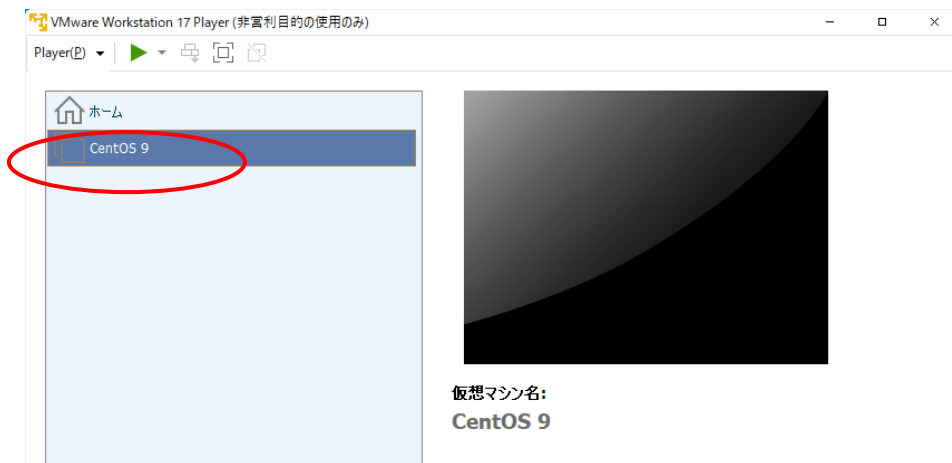 VMware Workstation 17 Player (非営利目的の使用のみ)
Player(P)
ホーム
CentOS 9
仮想マシン名:
CentOS 9